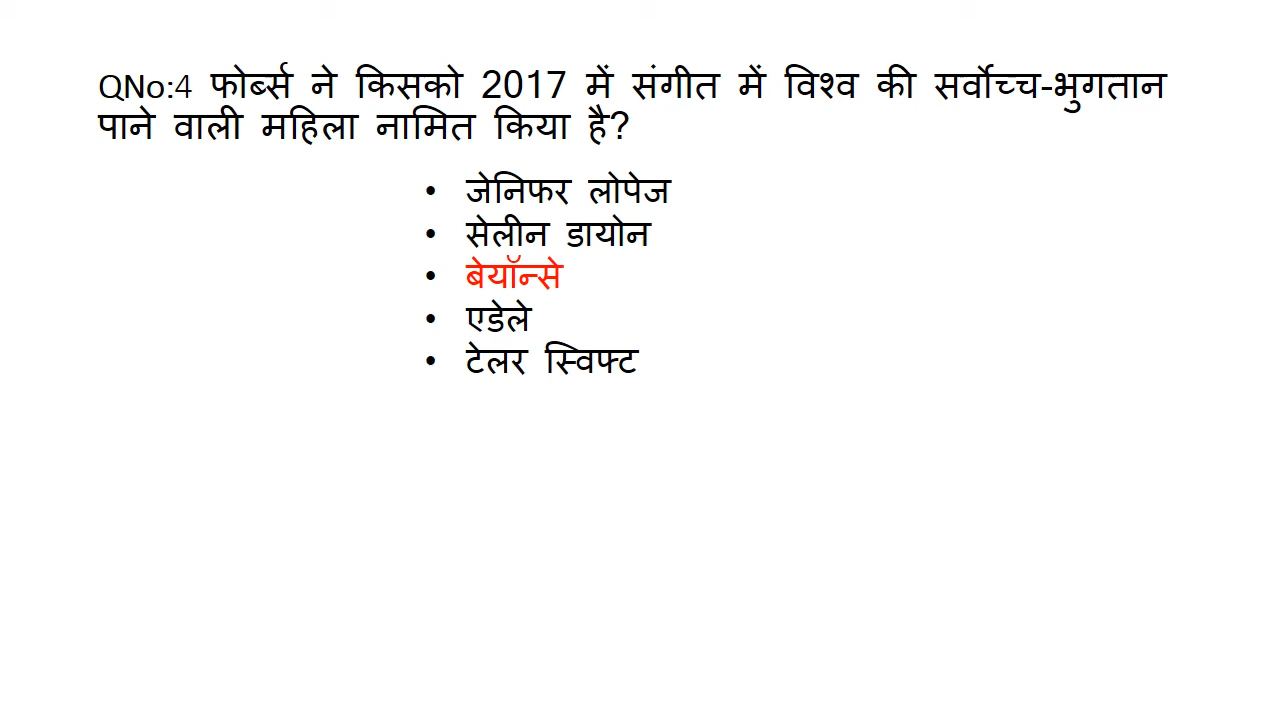 QNo:4 फोर्ब्स ने किसको 2017 में संगीत में विश्व की सर्वोच्च-भुगतान
पाने वाली महिला नामित किया है?
• जेनिफर लोपेज
• सेलीन डायोन
• बेयॉन्से
• एडेले
• टेलर स्विफ्ट